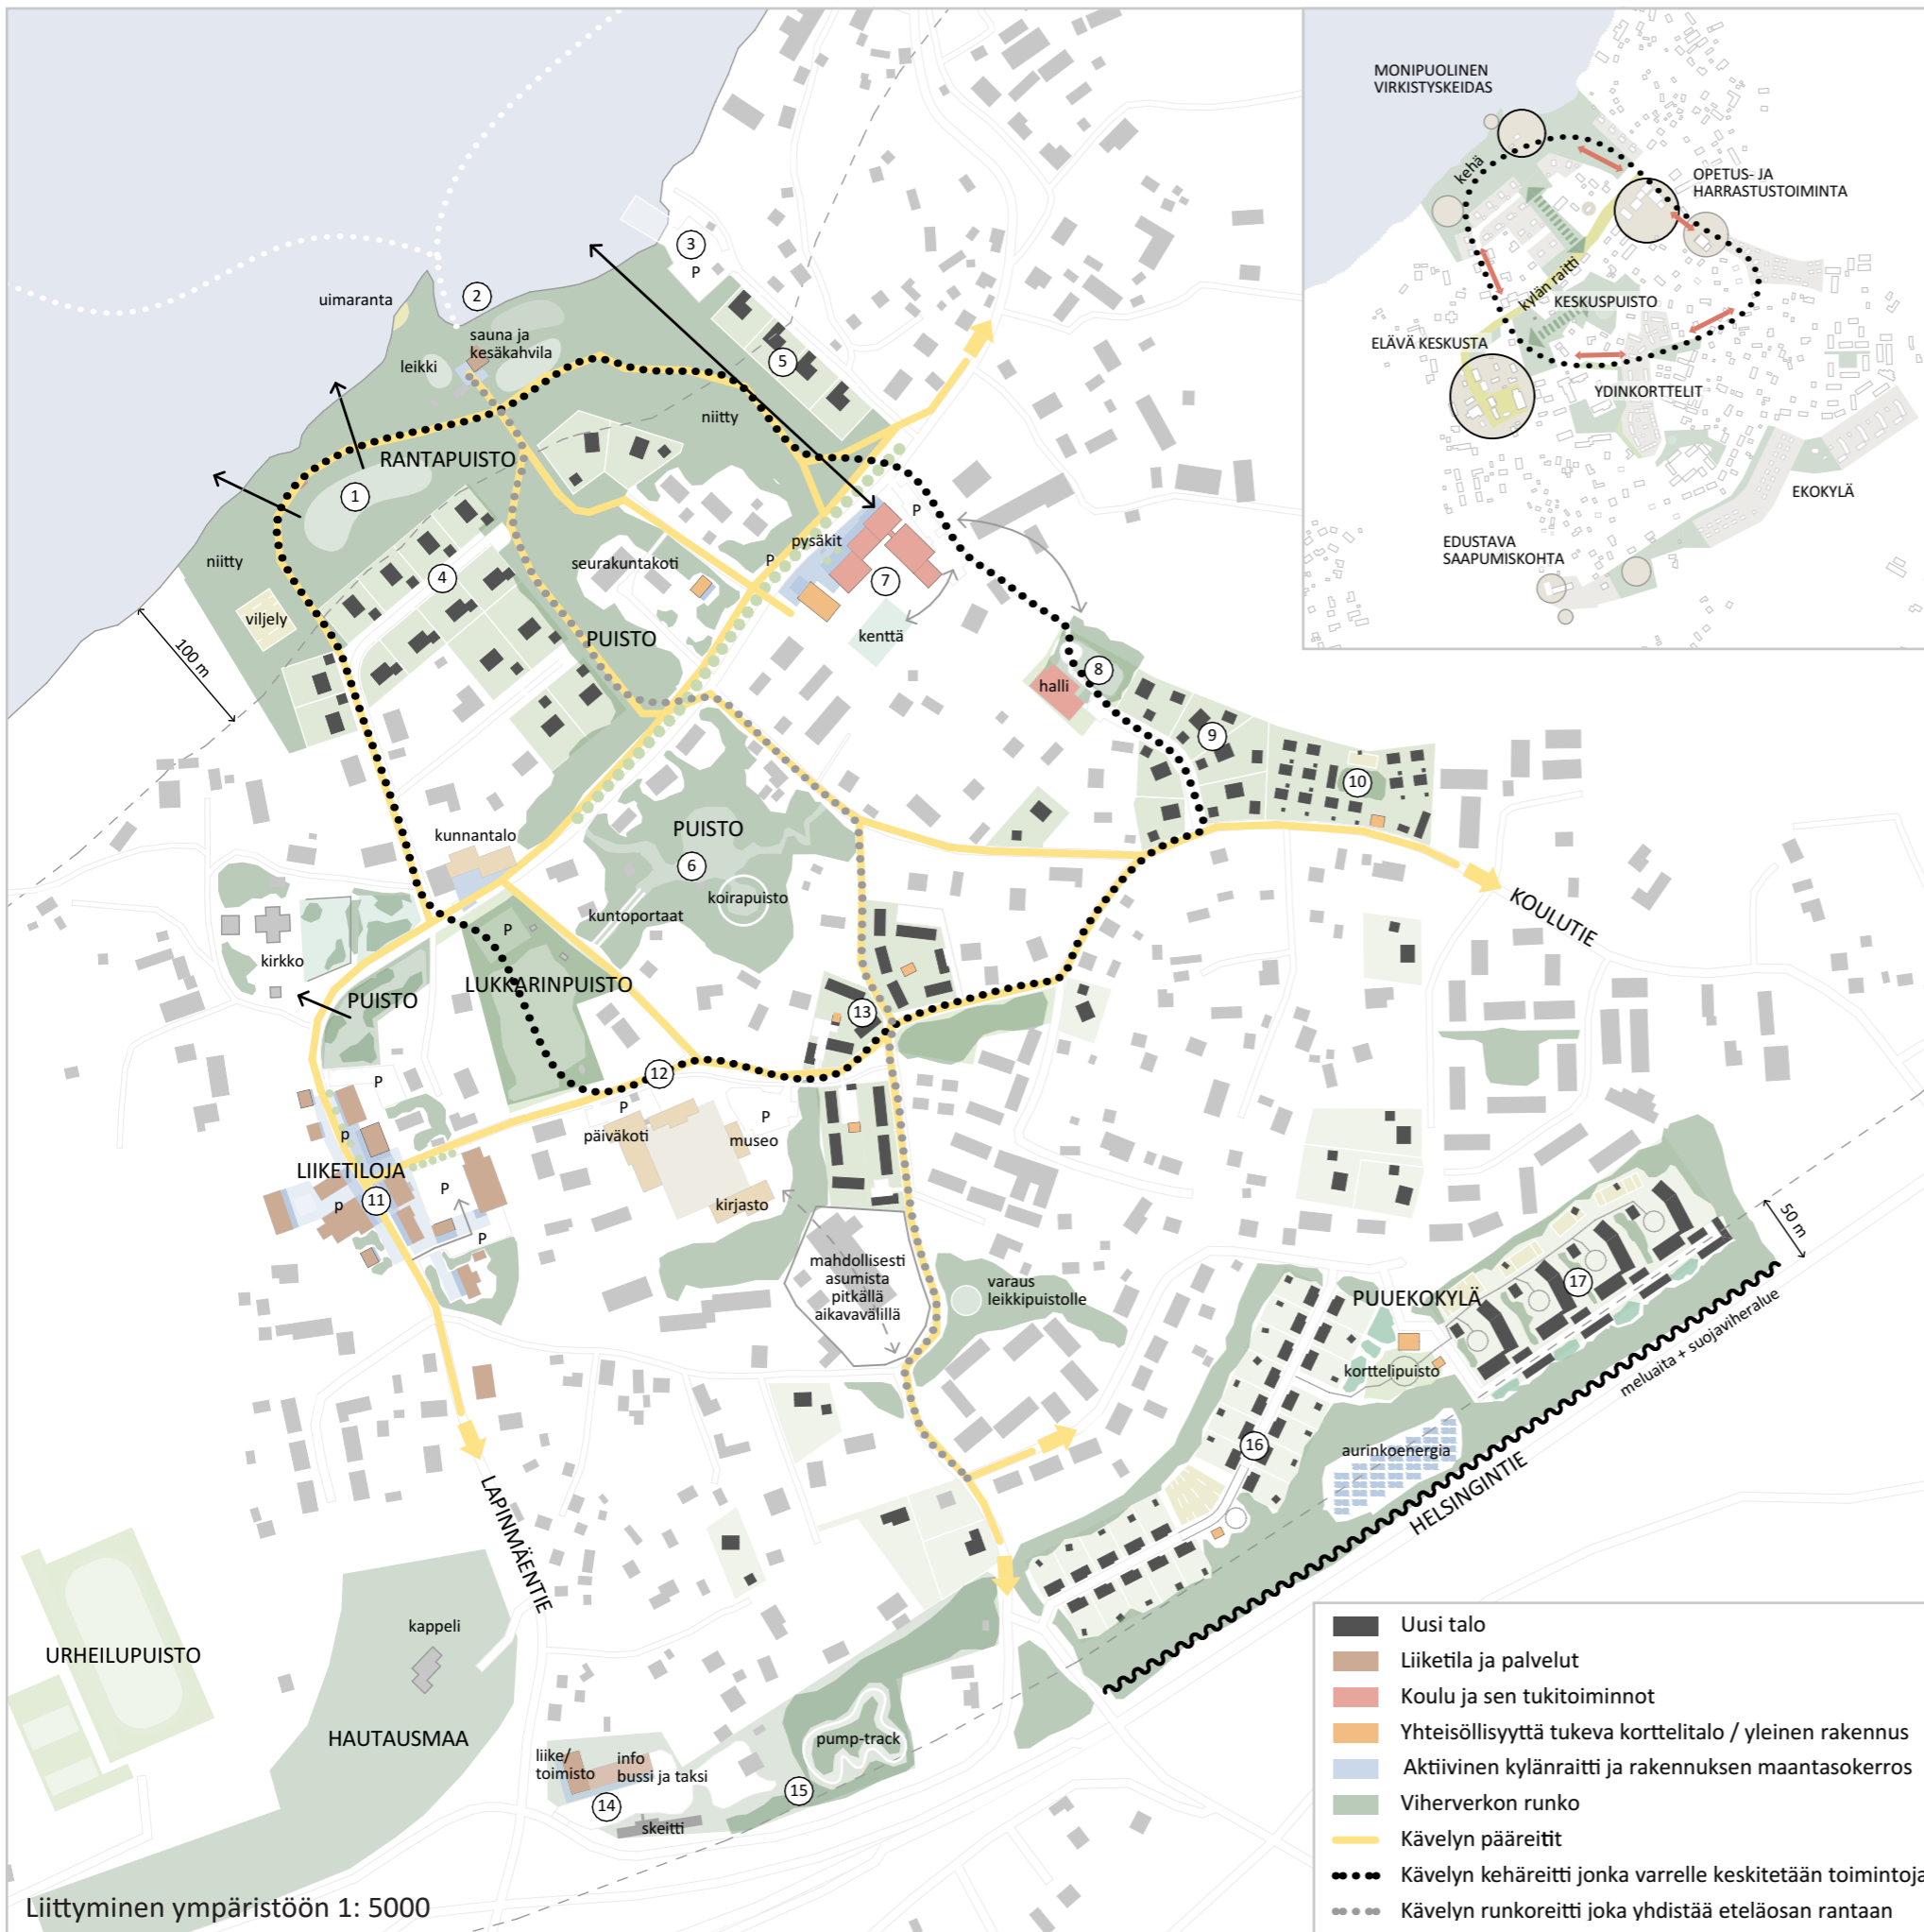 MONIPUOLINEN
VIRKISTYSKEIDAS
kehä
OPETUS- JA
HARRASTUSTOIMINTA
kylän raitti
KESKUSPUISTO
ELÄVÄ KESKUSTA
YDINKORTTELIT
EKOKYLÄ
EDUSTAVA
SAAPUMISKOHTA
3
P
uimaranta
2
sauna ja
kesäkahvila
leikki
5
niitty
RANTAPUISTO
1
P
pysäkit
P
niitty
seurakuntakoti
4
7
viljely
kenttä
PUISTO
100 m
8
halli
9
10
kunnantalo
PUISTO
6
koirapuisto
kuntoportaat
KOULUTIE
P
kirkko
LUKKARINPUISTO
PUISTO
13
12
P
P
P
päiväkoti
museo
p
LIIKETILOJA
P
11
p
kirjasto
P
50 m
mahdollisesti
asumista
pitkällä
aikavavälillä
varaus
leikkipuistolle
17
PUUEKOKYLÄ
korttelipuisto
meluaita + suojaviheralue
16
aurinkoenergia
HELSINGINTIE
LAPINMÄENTIE
kappeli
URHEILUPUISTO
HAUTAUSMAA
pump-track
liike/
toimisto
info
bussi ja taksi
15
14
skeitti
Uusi talo
Liiketila ja palvelut
Koulu ja sen tukitoiminnot
Yhteisöllisyyttä tukeva korttelitalo / yleinen rakennus
Aktiivinen kylänraitti ja rakennuksen maantasokerros
Viherverkon runko
Kävelyn pääreitit
Kävelyn kehäreitti jonka varrelle keskitetään toimintoja
Kävelyn runkoreitti joka yhdistää eteläosan rantaan
Liittyminen ympäristöön 1: 5000